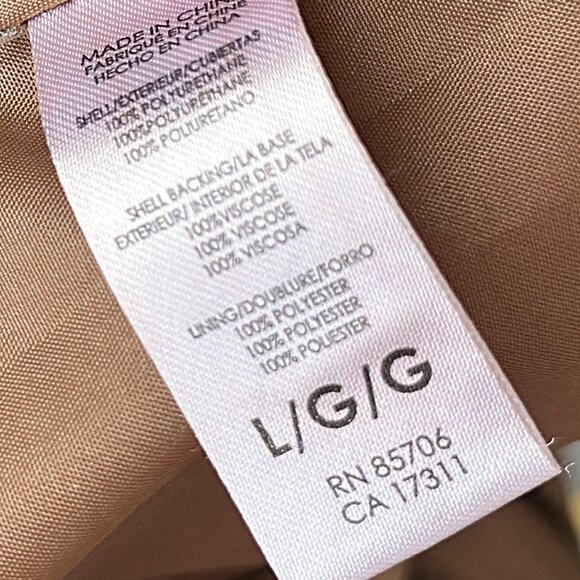 MADE IN CHINA
FABRIQUÉ EN CHINE
HECHO EN CHINA
SHELL/EXTERIEUR/CUBIERTAS
100% POLYURETHANE
100%POLYURÉTHANE
100% POLIURETANO
SHELL BACKING/LA BASE
EXTERIEUR/ INTERIOR DE LA TELA
100%VISCOSE
100% VISCOSE
100% VISCOSA
LINING/DOUBLURE/FORRO
100% POLYESTER
100% POLYESTER
100% POLIESTER
L/G/G
RN 85706
CA 17311